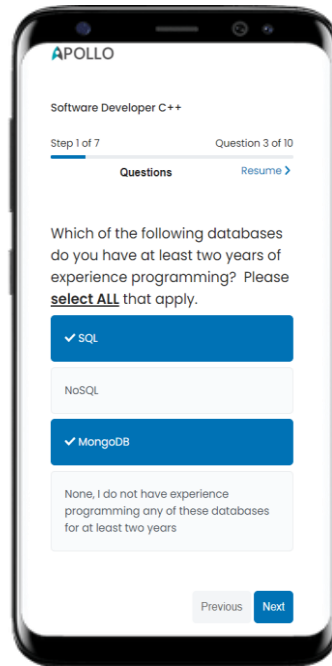 APOLLO
Software Developer C++
Step 1 of 7 Question 3 of 10
Questions Resume
Which of the following databases
do you have at least two years of
experience programming? Please
select ALL that apply.
SQL
NoSQL
MongoDB
None, I do not have experience
programming any of these databases
for at least two years
Previous Next